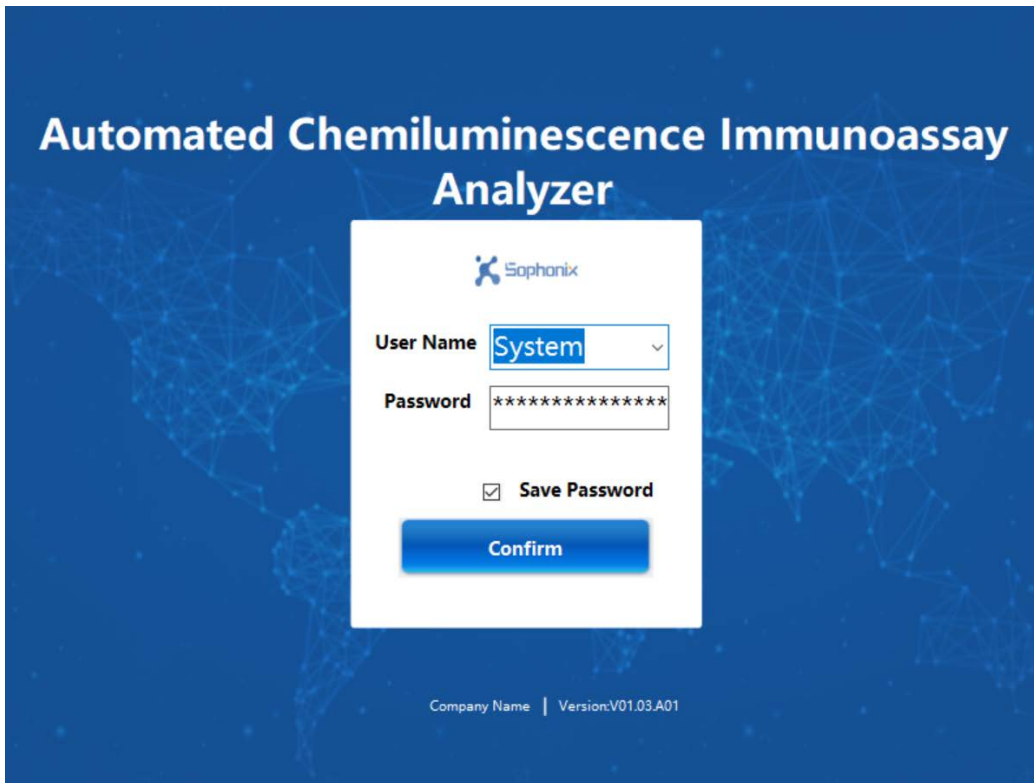 Automated Chemiluminescence Immunoassay
Analyzer
Sophonix
User Name System
Password ***************
Save Password
Confirm
Company Name | Version:V01.03.A01